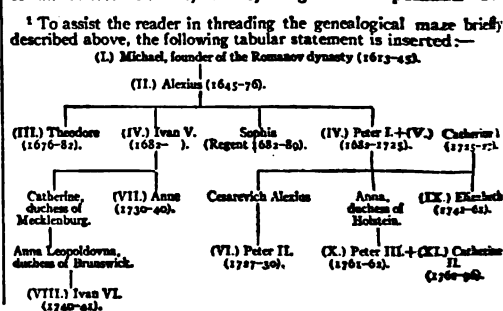 ¹ To assist the reader in threading the genealogical maze briefly
described above, the following tabular statement is inserted:—
(I.) Michael, founder of the Romanov dynasty (1613-45).
(II.) Alexius (1645-76).
(III.) Theodore (IV.) Ivan V. Sophia (IV.) Peter I.+(V.) Catherine I
(1676-82). (1682- ). (Regent 1682-89). (1682-1725). (1725-27).
Catherine, (VII.) Anne Cesarevich Alexius Anna, (IX.) Elizabeth
duchess of (1730-40). duchess of (1741-61).
Mecklenburg. Holstein.
Anna Leopoldovna, (VI.) Peter II. (X.) Peter III.+(XI.) Catherine
duchess of Brunswick. (1727-30). (1761-62). II.
(VIII.) Ivan VI.
(1740-41)